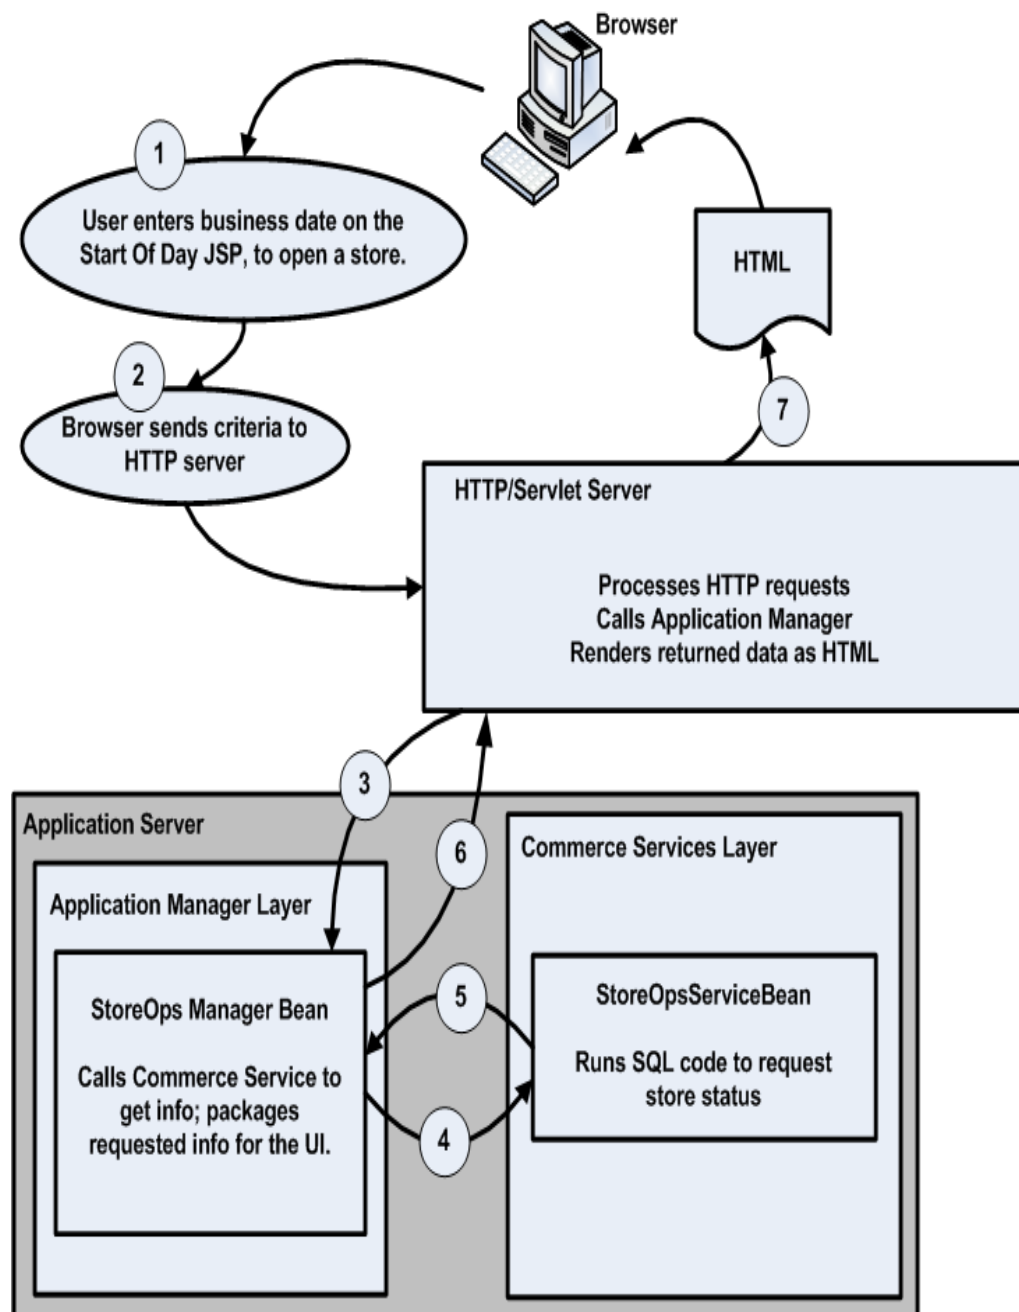 Browser
1
User enters business date on the
Start Of Day JSP, to open a store.
2
Browser sends criteria to
HTTP server
HTML
7
HTTP/Servlet Server
Processes HTTP requests
Calls Application Manager
Renders returned data as HTML
3
6
Application Server
Application Manager Layer
StoreOps Manager Bean
Calls Commerce Service to
get info; packages
requested info for the UI.
5
4
Commerce Services Layer
StoreOpsServiceBean
Runs SQL code to request
store status